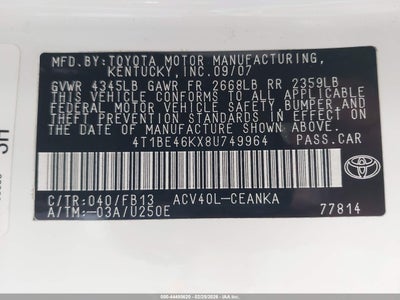 MFD.BY:TOYOTA MOTOR MANUFACTURING,
KENTUCKY,INC.09/07
GVWR 4345LB GAWR FR 2668LB RR 2359LB
THIS VEHICLE CONFORMS TO ALL APPLICABLE
FEDERAL MOTOR VEHICLE SAFETY, BUMPER,
AND THEFT PREVENTION STANDARDS IN EFFECT
ON THE DATE OF MANUFACTURE SHOWN ABOVE.
4T1BE46KX8U749964 PASS.CAR
C/TR:040/FB13 ACV40L-CEANKA
A/TM:-03A/U250E 77814
TOYOTA